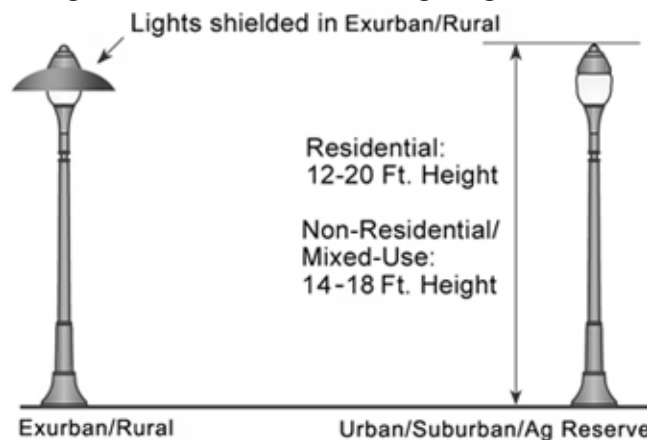 Lights shielded in Exurban/Rural
Residential:
12-20 Ft. Height
Non-Residential/
Mixed-Use:
14-18 Ft. Height
Exurban/Rural
Urban/Suburban/Ag Reserve